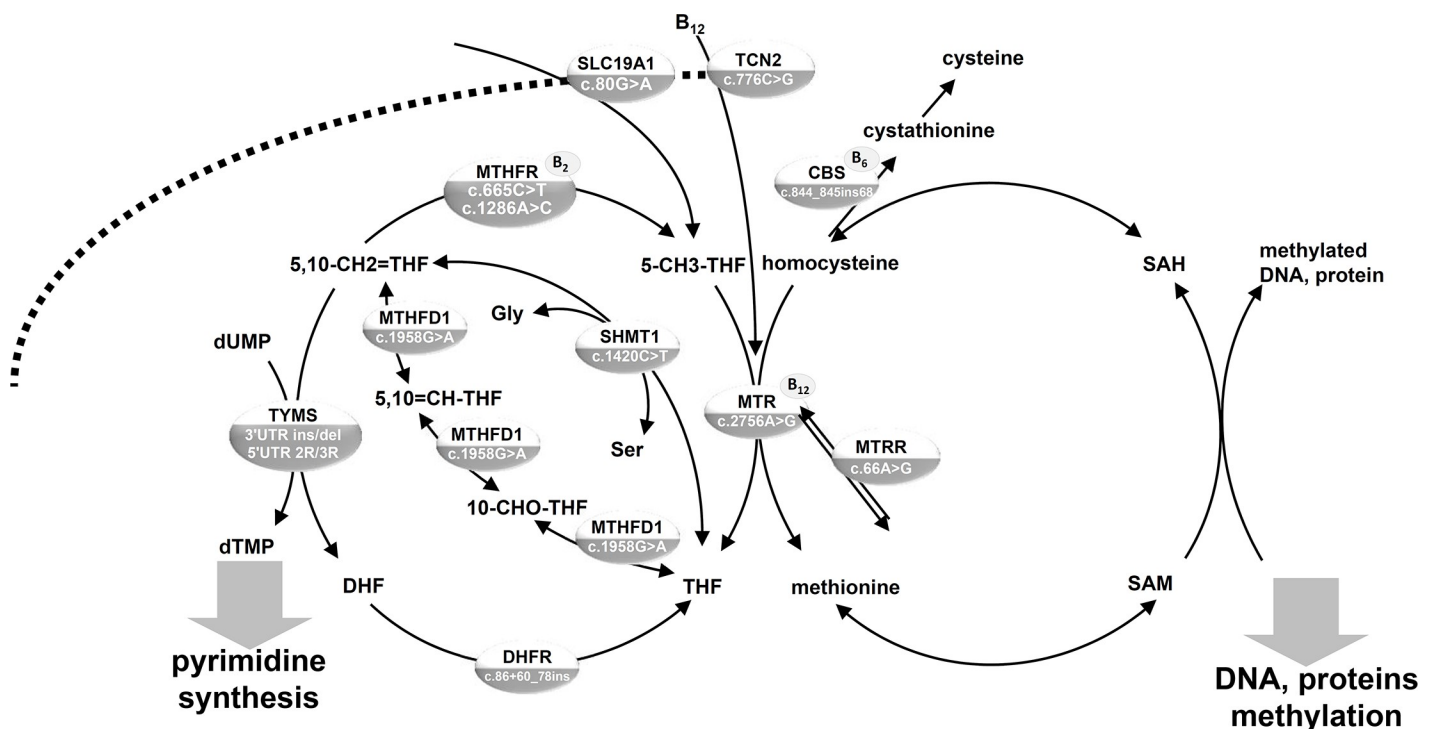 B12
SLC19A1
c.80G>A
TCN2
c.776C>G
cysteine
cystathionine
MTHFR
B2
c.665C>T
c.1286A>C
CBS
B6
c.844_845ins68
5,10-CH2=THF
5-CH3-THF
homocysteine
SAH
methylated
DNA, protein
Gly
MTHFD1
c.1958G>A
SHMT1
c.1420C>T
dUMP
5,10=CH-THF
MTR
B12
c.2756A>G
TYMS
3'UTR ins/del
5'UTR 2R/3R
MTHFD1
c.1958G>A
Ser
MTRR
c.66A>G
10-CHO-THF
MTHFD1
c.1958G>A
dTMP
DHF
THF
methionine
SAM
DHFR
c.86+60_78ins
pyrimidine
synthesis
DNA, proteins
methylation